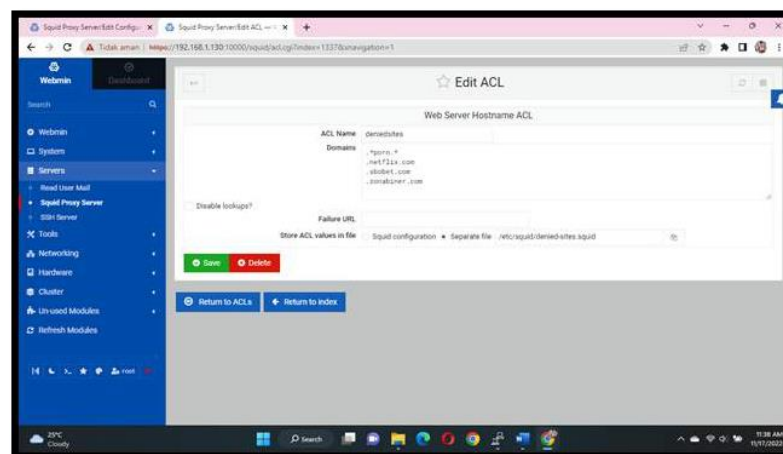 Squid Proxy Server: Edit Configu
Squid Proxy Server: Edit ACL —
Tidak aman
https://192.168.1.130:10000/squid/acl.cgi?index=1337&xnavigation=1
Webmin
Dashboard
Search
Webmin
System
Servers
Read User Mail
Squid Proxy Server
SSH Server
Tools
Networking
Hardware
Cluster
Un-used Modules
Refresh Modules
root
Edit ACL
Web Server Hostname ACL
ACL Name deniedsites
Domains
.*porn.*
.netflix.com
.sbobet.com
.zonabiner.com
Disable lookups?
Failure URL
Store ACL values in file Squid configuration Separate file /etc/squid/denied-sites.squid
Save Delete
Return to ACLs Return to index
25°C
Cloudy
Search
11:38 AM
11/17/2022